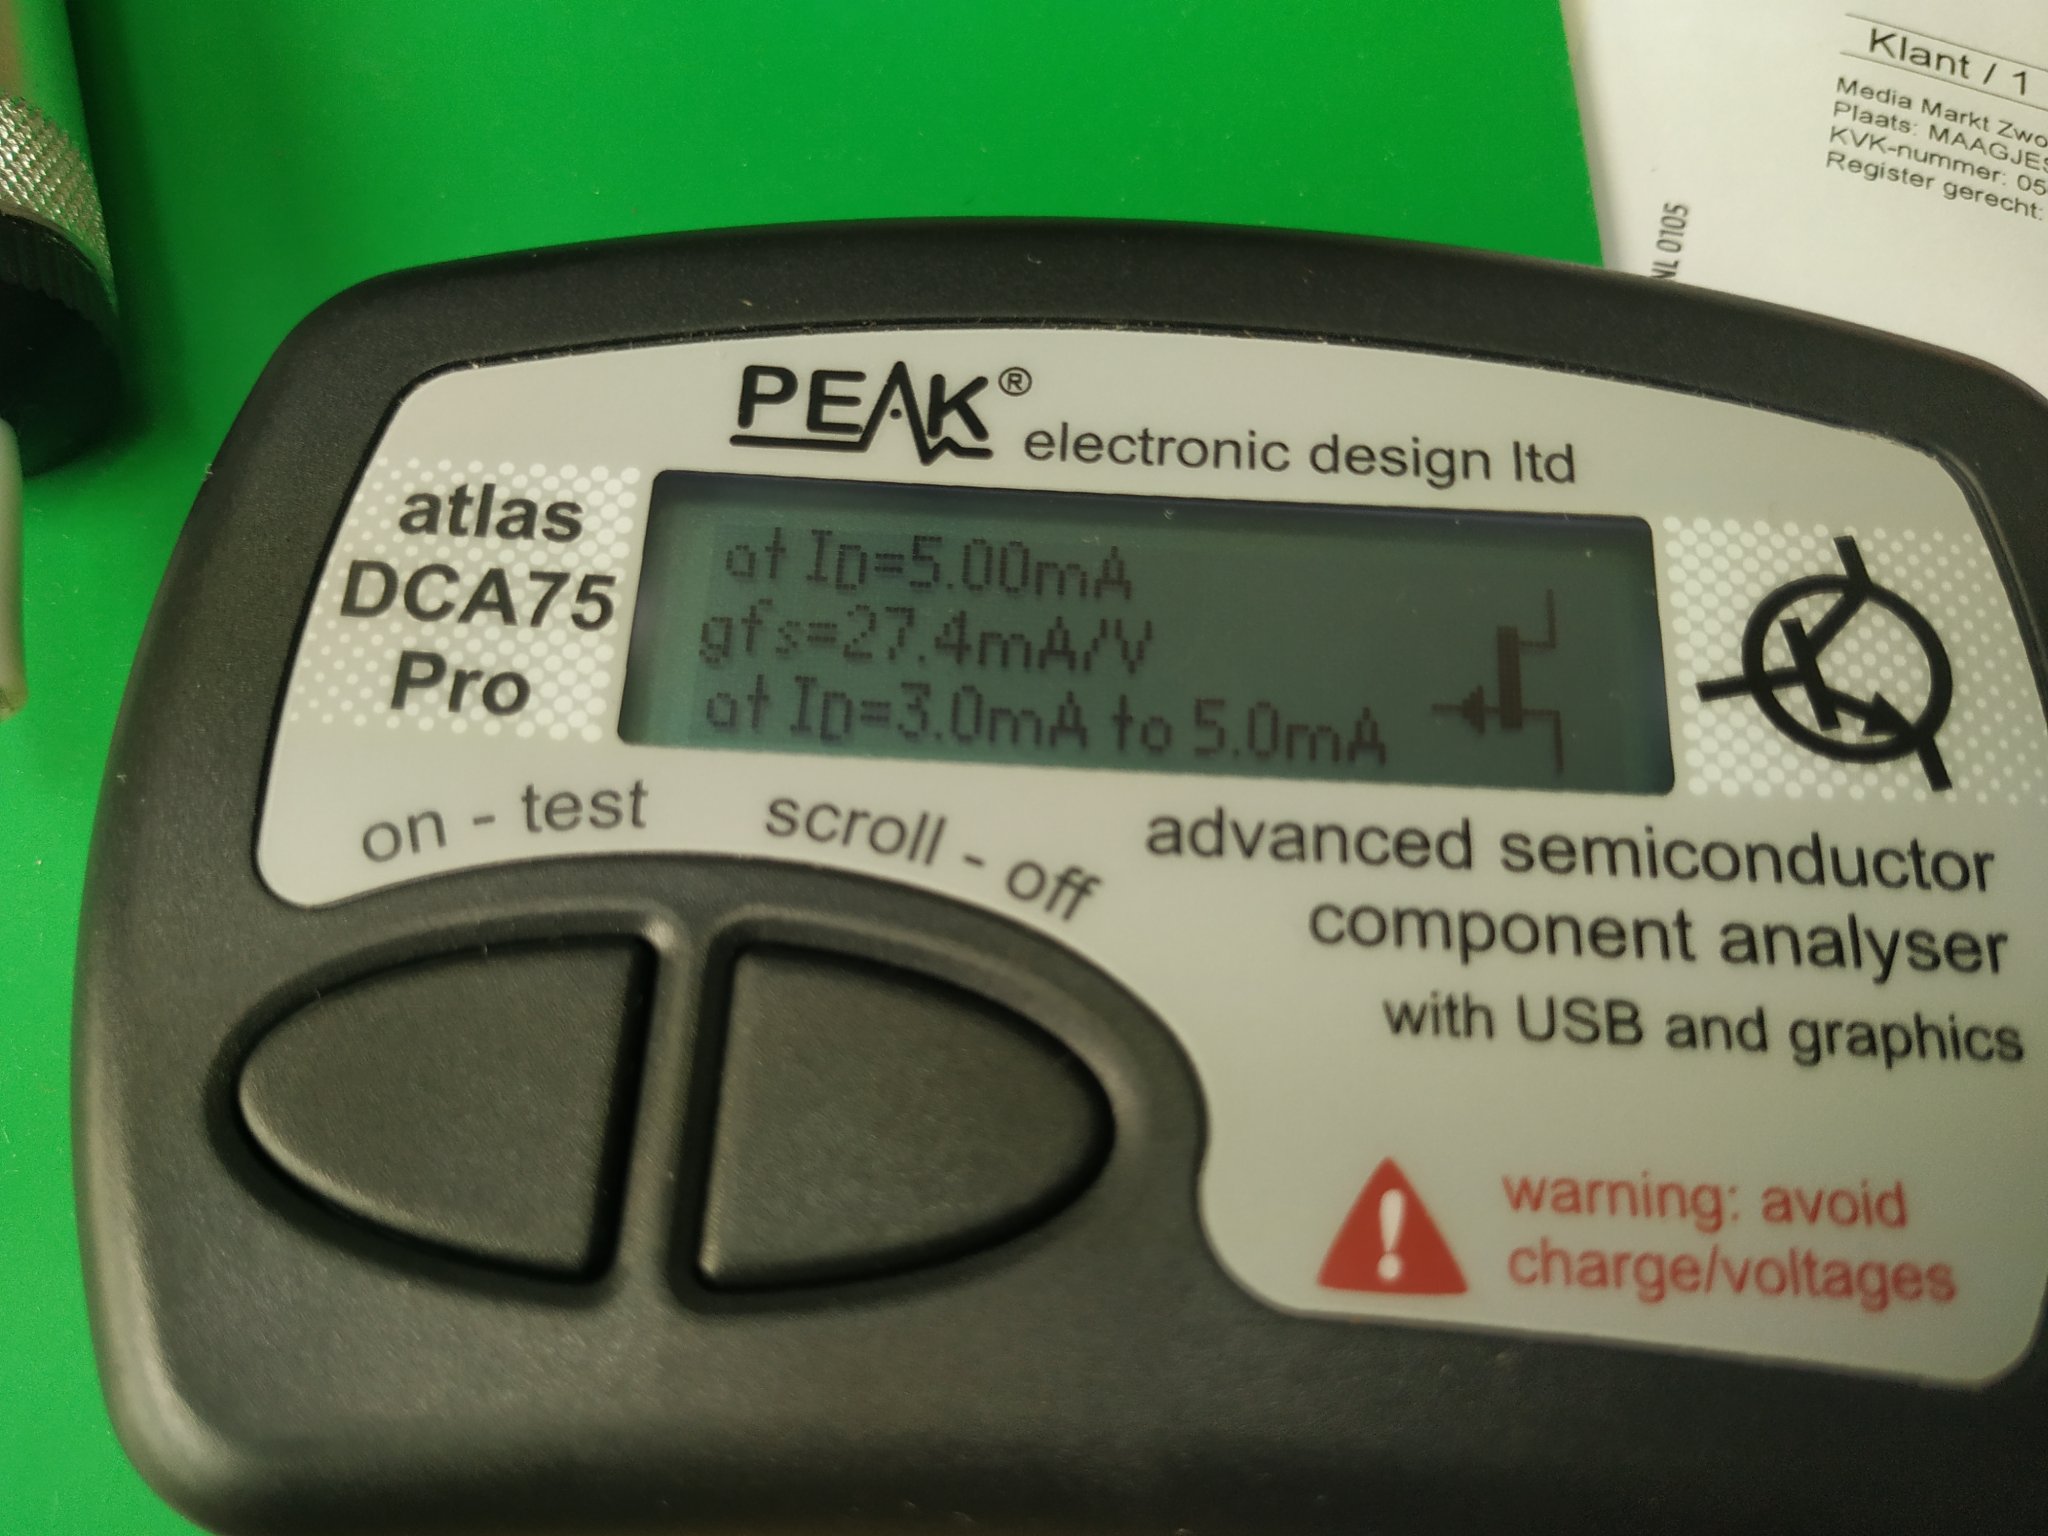 Klant / 1
Media Markt Zwo
Plaats: MAAGJES
KVK-nummer: 05
Register gerecht:
NL 0105
PEAK®
electronic design ltd
atlas
DCA75
Pro
at ID=5.00mA
gfs=27.4mA/V
at ID=3.0mA to 5.0mA
on - test
scroll - off
advanced semiconductor
component analyser
with USB and graphics
warning: avoid
charge/voltages